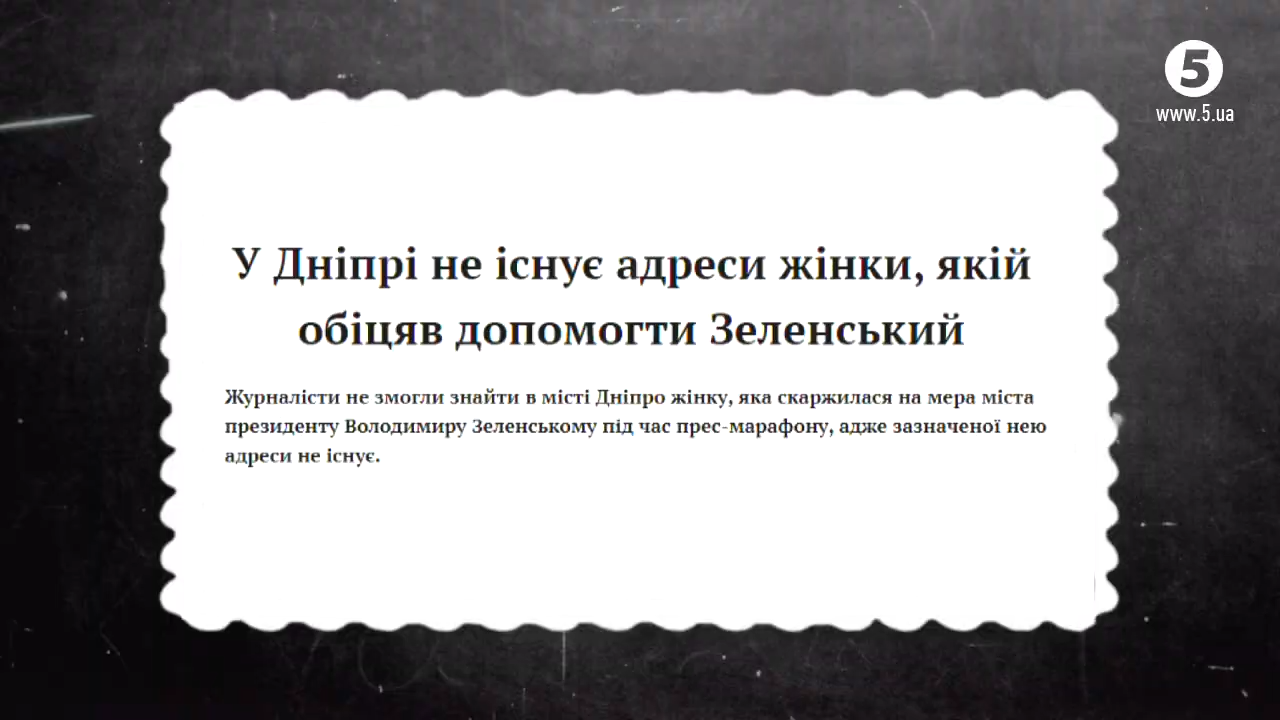 5
www.5.ua
У Дніпрі не існує адреси жінки, якій
обіцяв допомогти Зеленський
Журналісти не змогли знайти в місті Дніпро жінку, яка скаржилася на мера міста
президенту Володимиру Зеленському під час прес-марафону, адже зазначеної нею
адреси не існує.